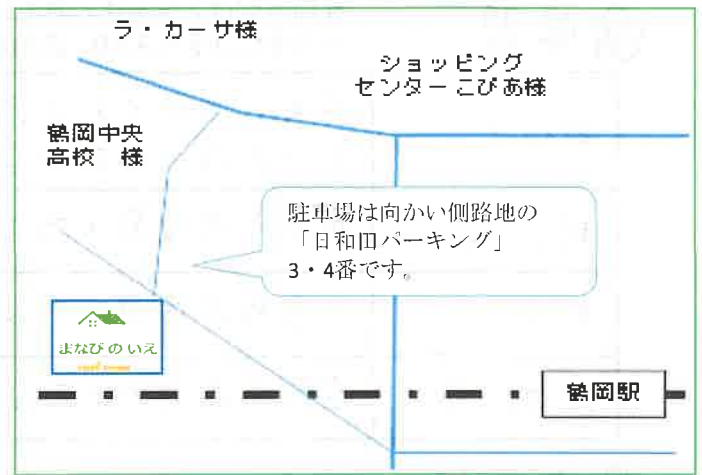 ラ・カーサ様
ショッピング
センターこぴあ様
鶴岡中央
高校　様
駐車場は向かい側路地の
「日和田パーキング」
3・4番です。
まなびのいえ
鶴岡駅